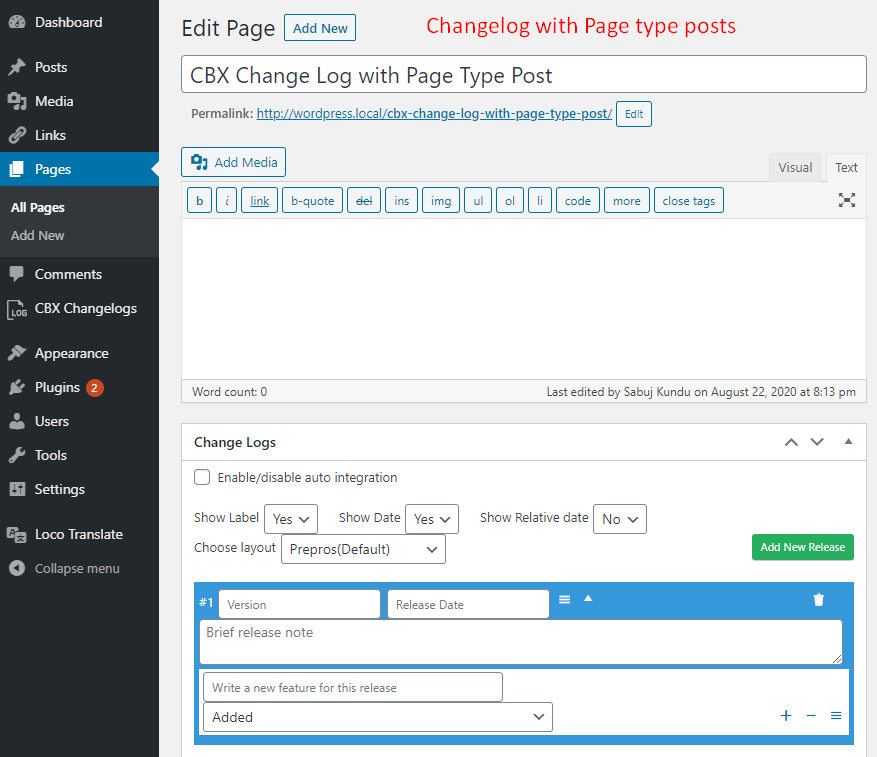 Dashboard
Posts
Media
Links
Pages
All Pages
Add New
Comments
LOG CBX Changelogs
Appearance
Plugins 2
Users
Tools
Settings
Loco Translate
Collapse menu
Edit Page Add New Changelog with Page type posts
CBX Change Log with Page Type Post
Permalink: http://wordpress.local/cbx-change-log-with-page-type-post/ Edit
Add Media Visual Text
b i link b-quote del ins img ul ol li code more close tags
Word count: 0 Last edited by Sabuj Kundu on August 22, 2020 at 8:13 pm
Change Logs
Enable/disable auto integration
Show Label Yes Show Date Yes Show Relative date No
Choose layout Prepros(Default) Add New Release
#1 Version Release Date
Brief release note
Write a new feature for this release
Added